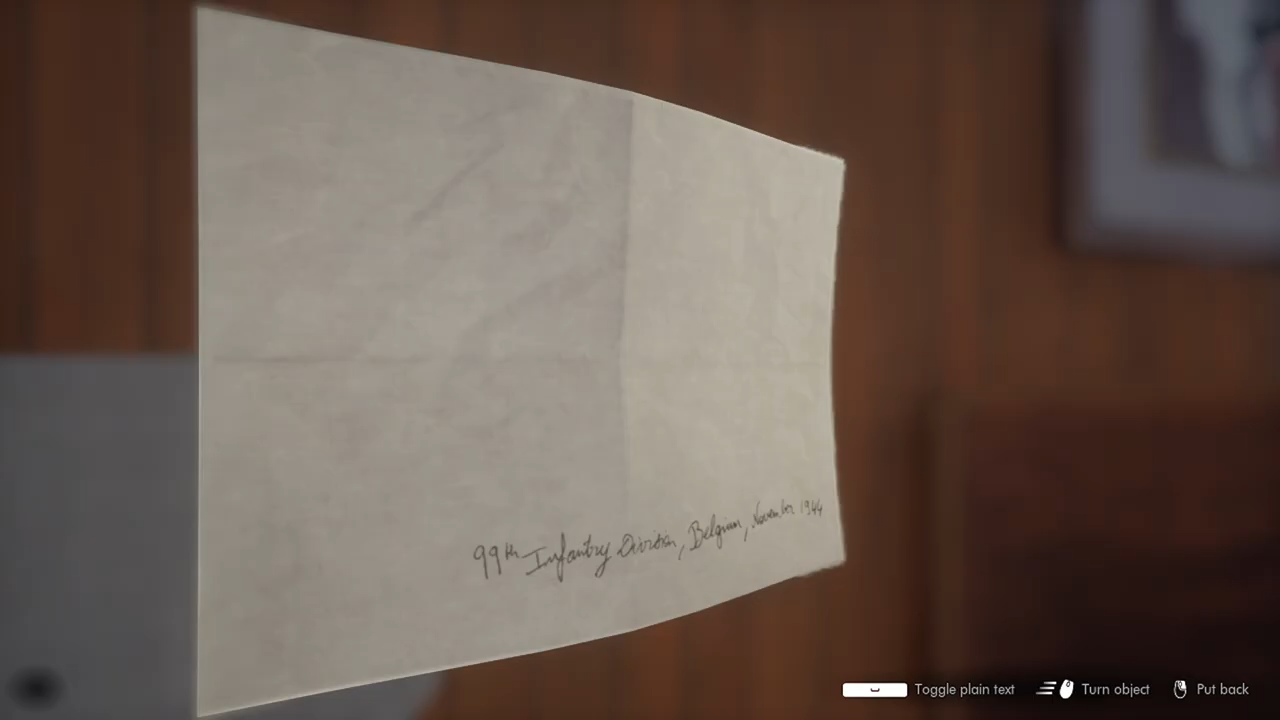 99th Infantry Division, Belgium, November 1944
Toggle plain text
Turn object
Put back